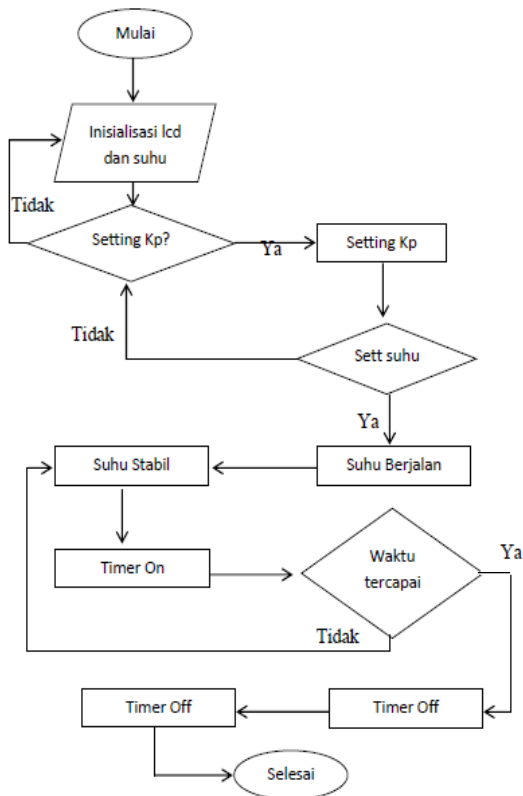 Mulai
Inisialisasi lcd
dan suhu
Tidak
Setting Kp?
Ya
Setting Kp
Tidak
Sett suhu
Ya
Suhu Stabil
Suhu Berjalan
Timer On
Waktu
tercapai
Ya
Tidak
Timer Off
Timer Off
Selesai